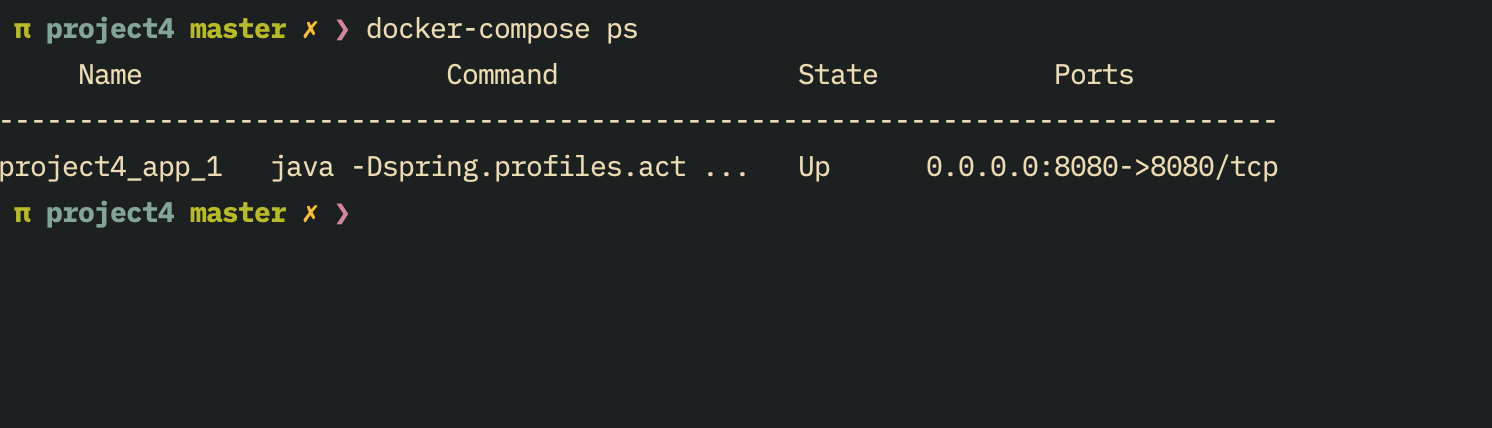 π project4 master ✗ ❯ docker-compose ps
Name Command State Ports
--------------------------------------------------------------------------------
project4_app_1 java -Dspring.profiles.act ... Up 0.0.0.0:8080->8080/tcp
π project4 master ✗ ❯